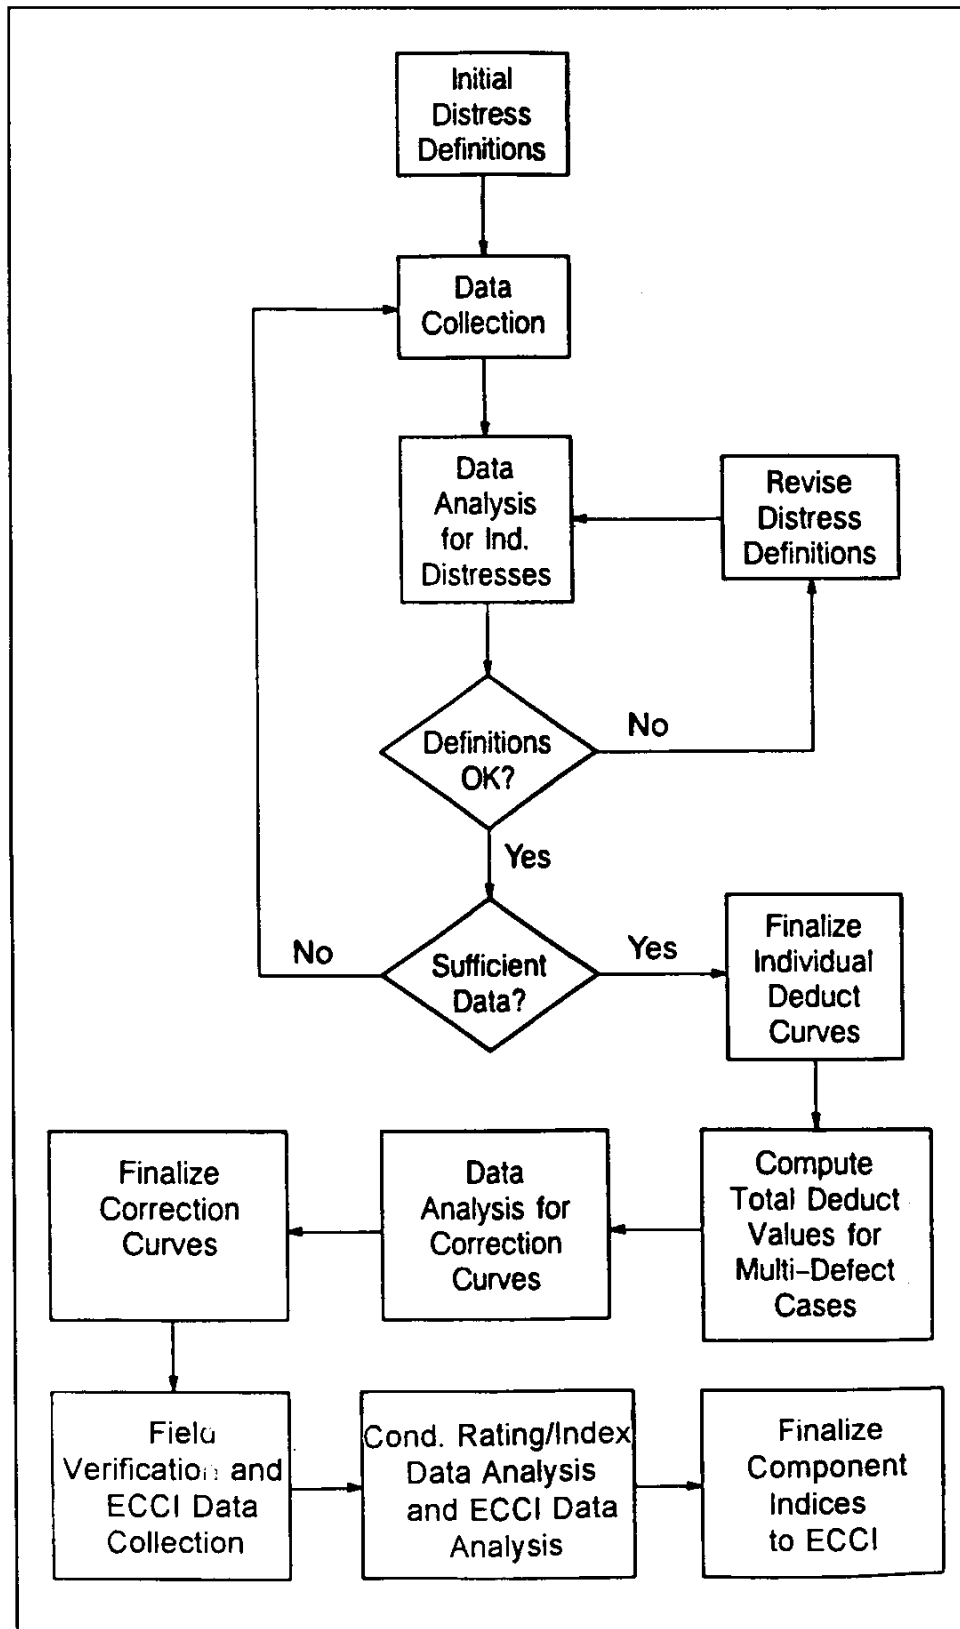 Initial
Distress
Definitions
Data
Collection
Data
Analysis
for Ind.
Distresses
Revise
Distress
Definitions
Definitions
OK?
No
Yes
Sufficient
Data?
No
Yes
Finalize
Individual
Deduct
Curves
Compute
Total Deduct
Values for
Multi-Defect
Cases
Data
Analysis for
Correction
Curves
Finalize
Correction
Curves
Field
Verification and
ECCI Data
Collection
Cond. Rating/Index
Data Analysis
and ECCI Data
Analysis
Finalize
Component
Indices
to ECCI